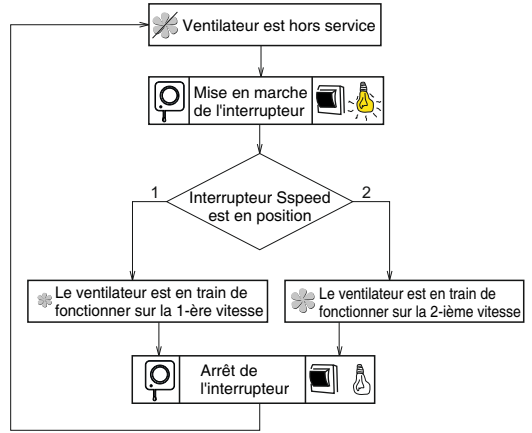 Ventilateur est hors service
Mise en marche
de l'interrupteur
1
2
Interrupteur Sspeed
est en position
Le ventilateur est en train de
fonctionner sur la 1-ère vitesse
Le ventilateur est en train de
fonctionner sur la 2-ième vitesse
Arrêt de
l'interrupteur